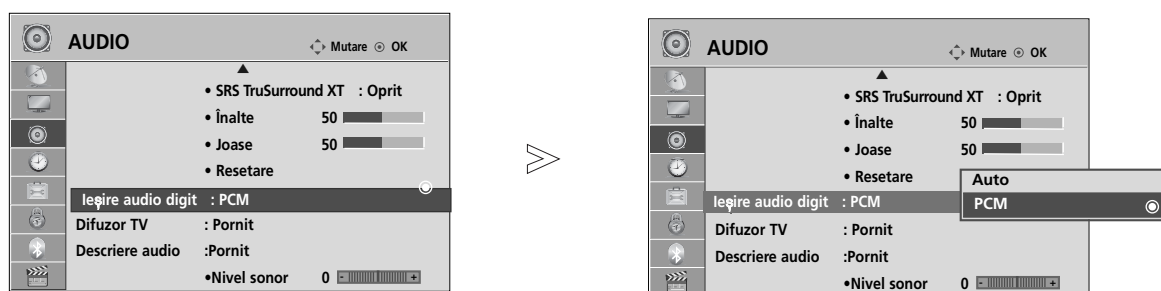 AUDIO
Mutare OK
• SRS TruSurround XT : Oprit
• Înalte 50
• Joase 50
• Resetare
Ieșire audio digit : PCM
Difuzor TV : Pornit
Descriere audio :Pornit
•Nivel sonor 0 - +
AUDIO
Mutare OK
• SRS TruSurround XT : Oprit
• Înalte 50
• Joase 50
• Resetare
Auto
Ieșire audio digit : PCM
PCM
Difuzor TV : Pornit
Descriere audio :Pornit
•Nivel sonor 0 - +